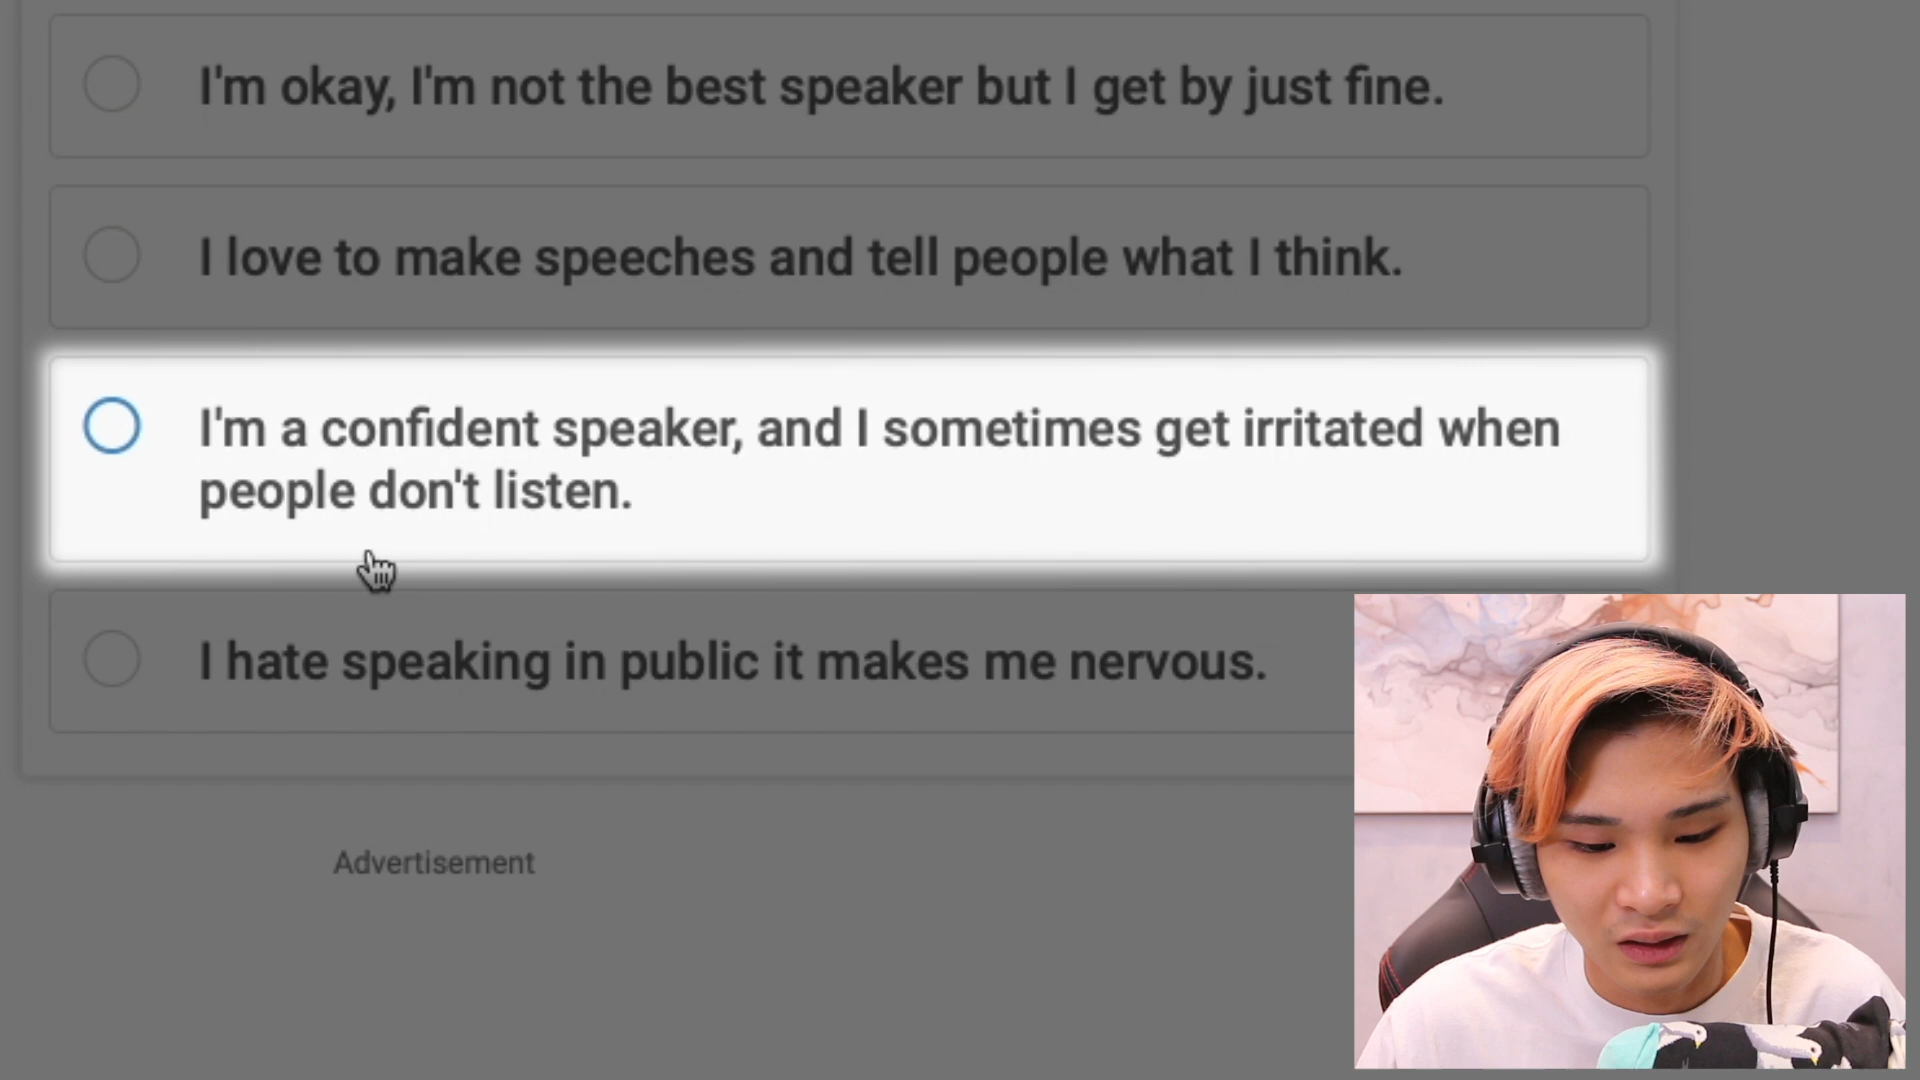 I'm okay, I'm not the best speaker but I get by just fine.
I love to make speeches and tell people what I think.
I'm a confident speaker, and I sometimes get irritated when
people don't listen.
I hate speaking in public it makes me nervous.
Advertisement